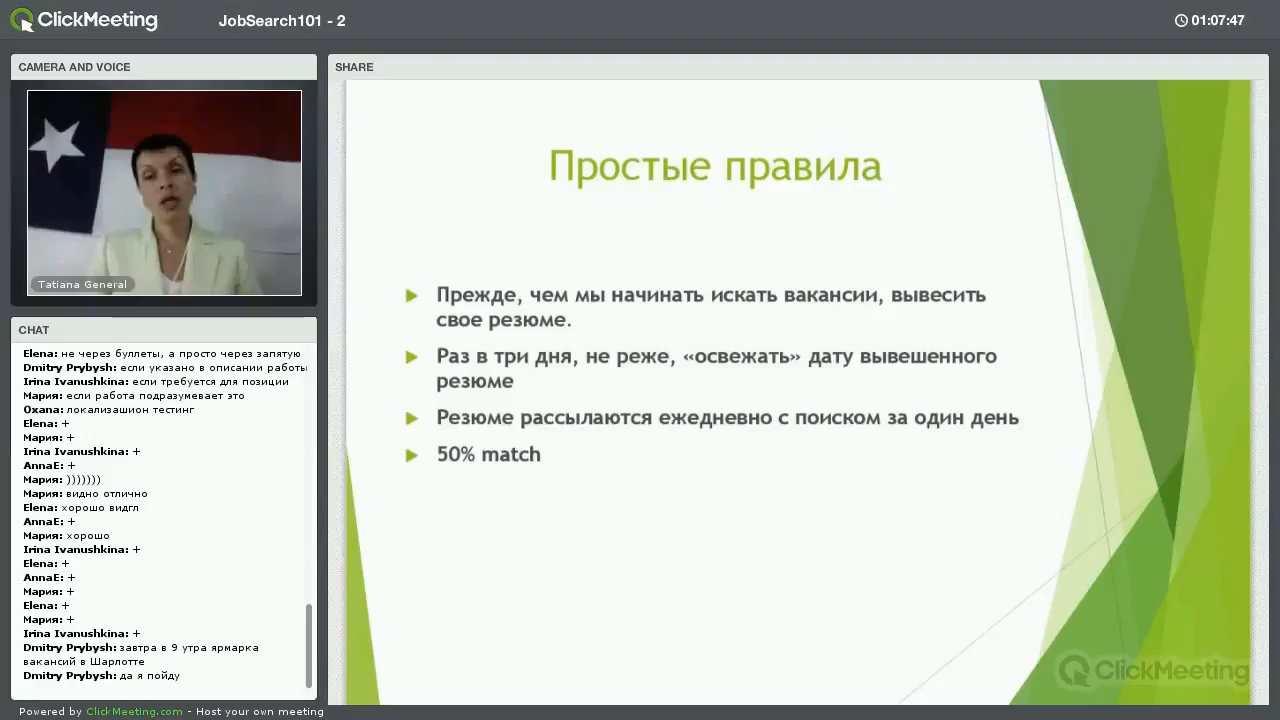 ClickMeeting
JobSearch101 - 2
01:07:47
CAMERA AND VOICE
Tatiana General
CHAT
Elena: не через буллеты, а просто через запятую
Dmitry Prybysh: если указано в описании работы
Irina Ivanushkina: если требуется для позиции
Мария: если работа подразумевает это
Oxana: локализашион тестинг
Elena: +
Мария: +
Irina Ivanushkina: +
AnnaE: +
Мария: )))))))
Мария: видно отлично
Elena: хорошо видгл
AnnaE: +
Мария: хорошо
Irina Ivanushkina: +
Elena: +
AnnaE: +
Мария: +
Elena: +
Мария: +
Irina Ivanushkina: +
Dmitry Prybysh: завтра в 9 утра ярмарка
вакансий в Шарлотте
Dmitry Prybysh: да я пойду
SHARE
Простые правила
Прежде, чем мы начинать искать вакансии, вывесить
свое резюме.
Раз в три дня, не реже, «освежать» дату вывешенного
резюме
Резюме рассылаются ежедневно с поиском за один день
50% match
ClickMeeting
Powered by ClickMeeting.com - Host your own meeting